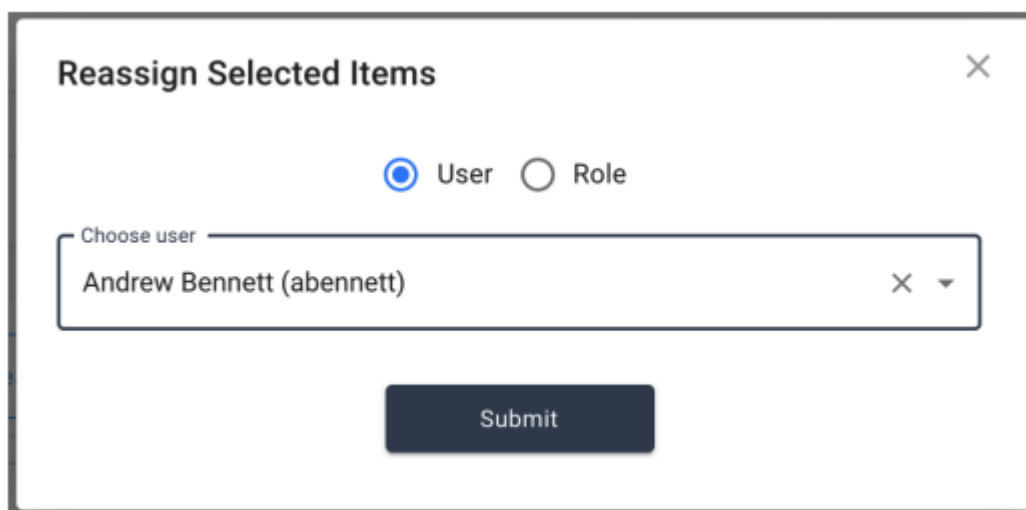 Reassign Selected Items
User Role
Choose user
Andrew Bennett (abennett)
Submit